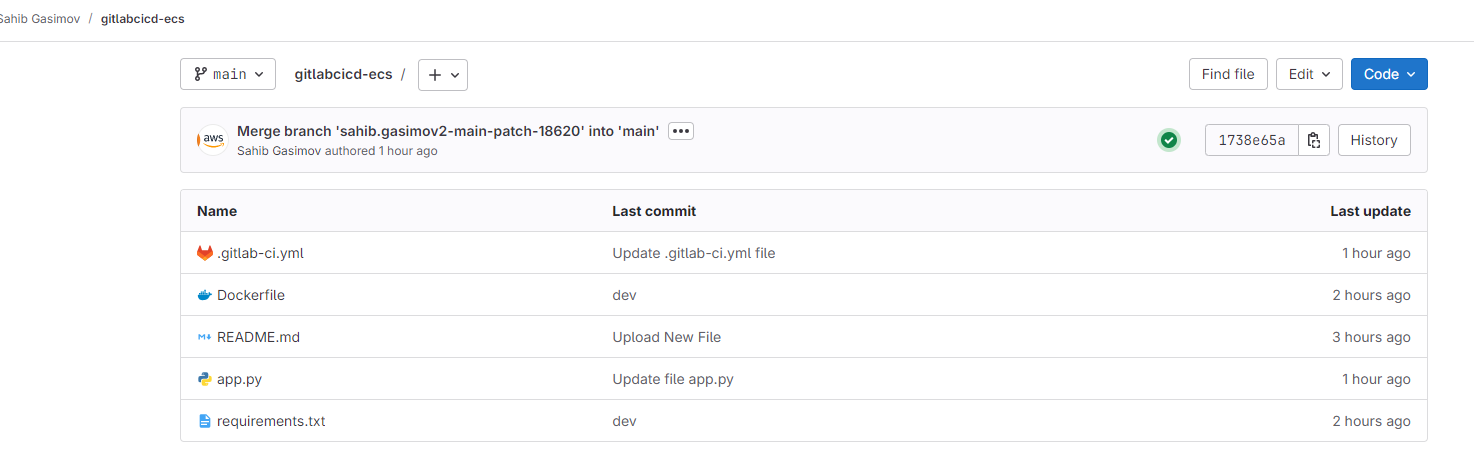 Sahib Gasimov / gitlabcicd-ecs
main gitlabcicd-ecs / + Find file Edit Code
Merge branch 'sahib.gasimov2-main-patch-18620' into 'main' •••
aws
Sahib Gasimov authored 1 hour ago
1738e65a History
Name Last commit Last update
.gitlab-ci.yml Update .gitlab-ci.yml file 1 hour ago
Dockerfile dev 2 hours ago
README.md Upload New File 3 hours ago
app.py Update file app.py 1 hour ago
requirements.txt dev 2 hours ago